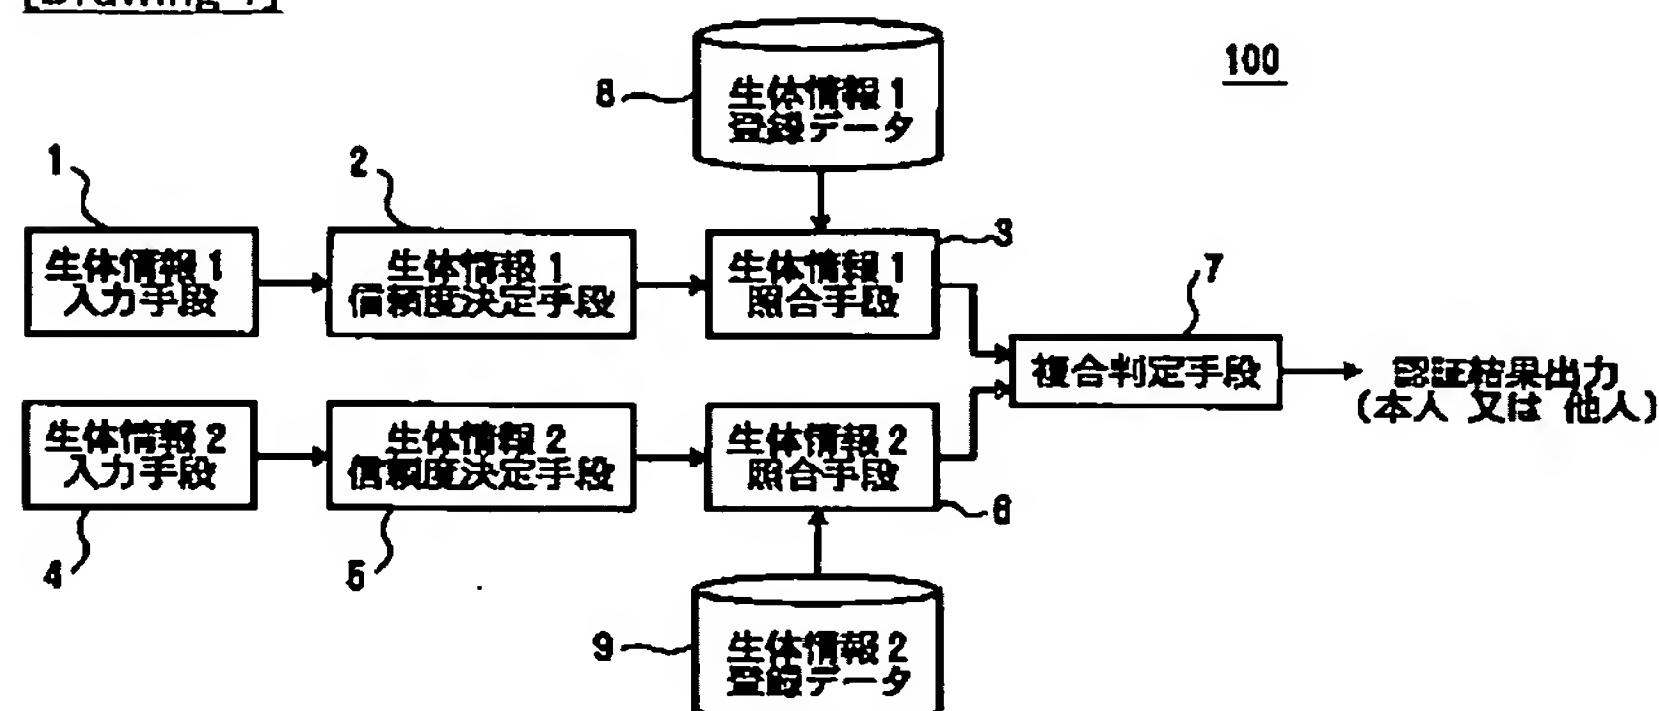 100
8
生体情報1
登録データ
1
2
3
生体情報1
入力手段
生体情報1
信頼度決定手段
生体情報1
照合手段
7
複合判定手段
認証結果出力
(本人 又は 他人)
生体情報2
入力手段
生体情報2
信頼度決定手段
生体情報2
照合手段
4
5
6
9
生体情報2
登録データ